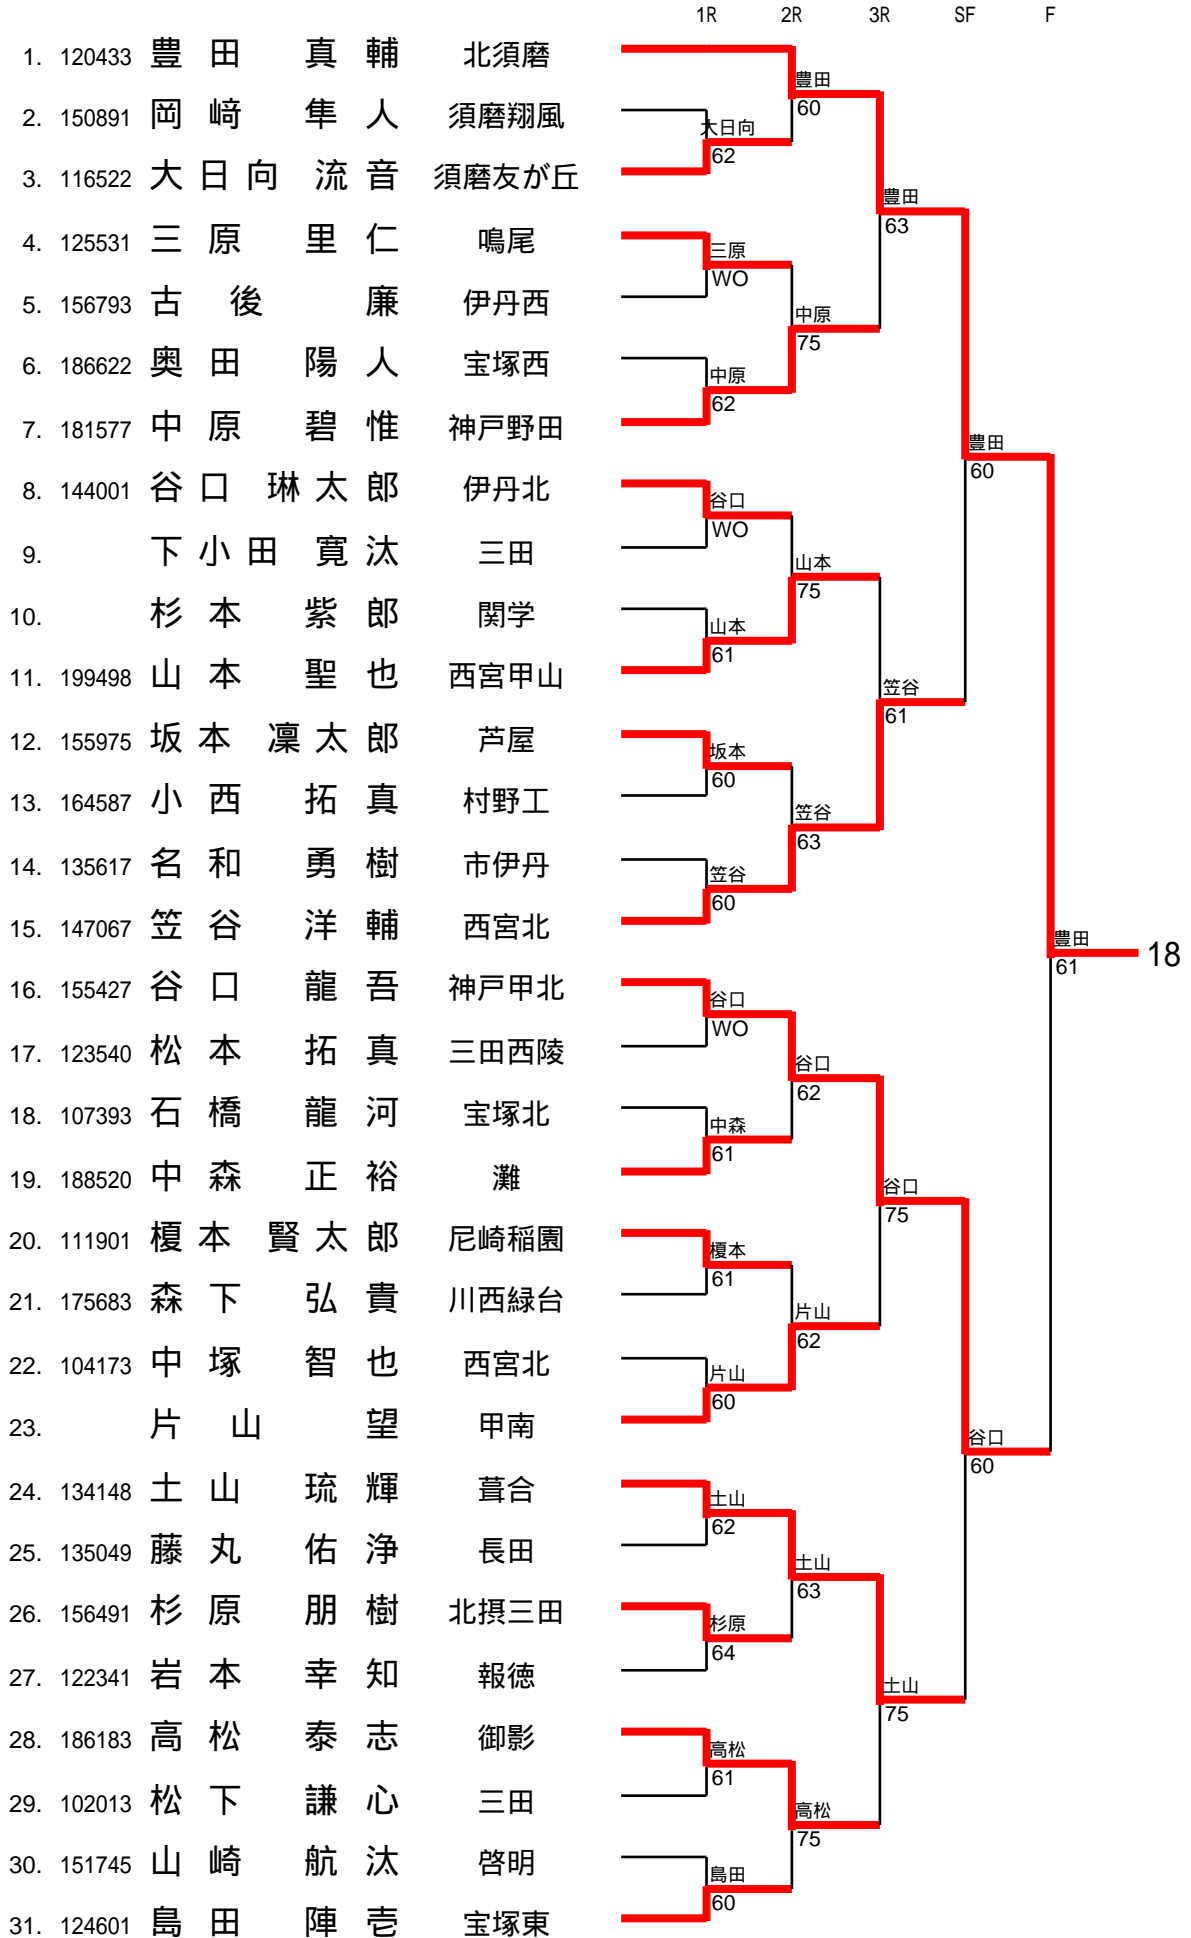 1R 2R 3R SF F
1. 120433 豊田 真輔 北須磨
豊田
60
2. 150891 岡﨑 隼人 須磨翔風
大日向
62
3. 116522 大日向 流音 須磨友が丘
豊田
63
4. 125531 三原 里仁 鳴尾
三原
WO
5. 156793 古後 廉 伊丹西
中原
75
6. 186622 奥田 陽人 宝塚西
中原
62
7. 181577 中原 碧惟 神戸野田
豊田
60
8. 144001 谷口 琳太郎 伊丹北
谷口
WO
9. 下小田 寛汰 三田
山本
75
10. 杉本 紫郎 関学
山本
61
11. 199498 山本 聖也 西宮甲山
笠谷
61
12. 155975 坂本 凜太郎 芦屋
坂本
60
13. 164587 小西 拓真 村野工
笠谷
63
14. 135617 名和 勇樹 市伊丹
笠谷
60
15. 147067 笠谷 洋輔 西宮北
豊田
61
18
16. 155427 谷口 龍吾 神戸甲北
谷口
WO
17. 123540 松本 拓真 三田西陵
谷口
62
18. 107393 石橋 龍河 宝塚北
中森
61
19. 188520 中森 正裕 灘
谷口
75
20. 111901 榎本 賢太郎 尼崎稲園
榎本
61
21. 175683 森下 弘貴 川西緑台
片山
62
22. 104173 中塚 智也 西宮北
片山
60
23. 片山 望 甲南
谷口
60
24. 134148 土山 琉輝 葺合
土山
62
25. 135049 藤丸 佑浄 長田
土山
63
26. 156491 杉原 朋樹 北摂三田
杉原
64
27. 122341 岩本 幸知 報徳
土山
75
28. 186183 高松 泰志 御影
高松
61
29. 102013 松下 謙心 三田
高松
75
30. 151745 山崎 航汰 啓明
島田
60
31. 124601 島田 陣壱 宝塚東